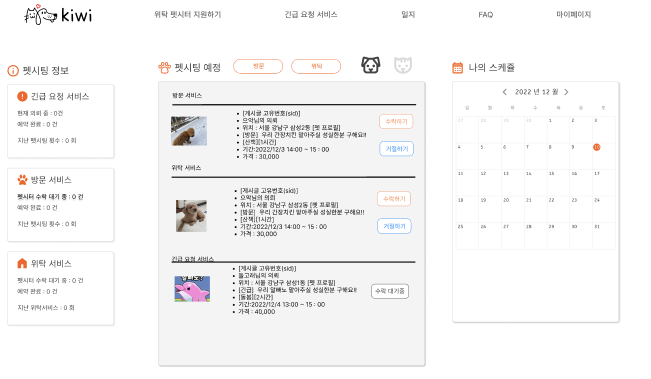 kiwi
위탁 펫시터 지원하기
긴급 요청 서비스
일지
FAQ
마이페이지
펫시팅 정보
긴급 요청 서비스
현재 의뢰 중 : 0건
예약 완료 : 0 건
지난 펫시팅 횟수 : 0 회
방문 서비스
펫시터 수락 대기 중 : 0건
예약 완료 : 0 건
지난 펫시팅 횟수 : 0 회
위탁 서비스
펫시터 수락 대기 중 : 0건
예약 완료 : 0 건
지난 위탁서비스 : 0 회
펫시팅 예정
방문
위탁
방문 서비스
• [게시글 고유번호(sid)]
• 으악님의 의뢰
• 위치 : 서울 강남구 삼성2동 [펫 프로필]
• [방문] 우리 간장치킨 맡아주실 성실한분 구해요!!
• [산책][1시간]
• 기간:2022/12/3 14:00 ~ 15 : 00
• 가격 : 30,000
수락하기
거절하기
위탁 서비스
• [게시글 고유번호(sid)]
• 으악님의 의뢰
• 위치 : 서울 강남구 삼성2동 [펫 프로필]
• [방문] 우리 간장치킨 맡아주실 성실한분 구해요!!
• [산책][1시간]
• 기간:2022/12/3 14:00 ~ 15 : 00
• 가격 : 30,000
수락하기
거절하기
긴급 요청 서비스
• [게시글 고유번호(sid)]
• 돌고래님의 의뢰
• 위치 : 서울 강남구 삼성1동 [펫 프로필]
• [긴급] 우리 알빠노 맡아주실 성실한분 구해요!!
• [돌봄][2시간]
• 기간:2022/12/4 13:00 ~ 15 : 00
• 가격 : 40,000
수락 대기중
나의 스케쥴
2022 년 12 월
일 월 화 수 목 금 토
27 28 29 30 1 2 3
4 5 6 7 8 9 10
11 12 13 14 15 16 17
18 19 20 21 22 23 24
25 26 27 28 29 30 31